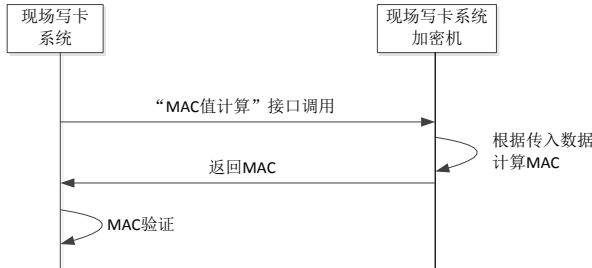 现场写卡
系统
现场写卡系统
加密机
“MAC值计算”接口调用
根据传入数据
计算MAC
返回MAC
MAC验证